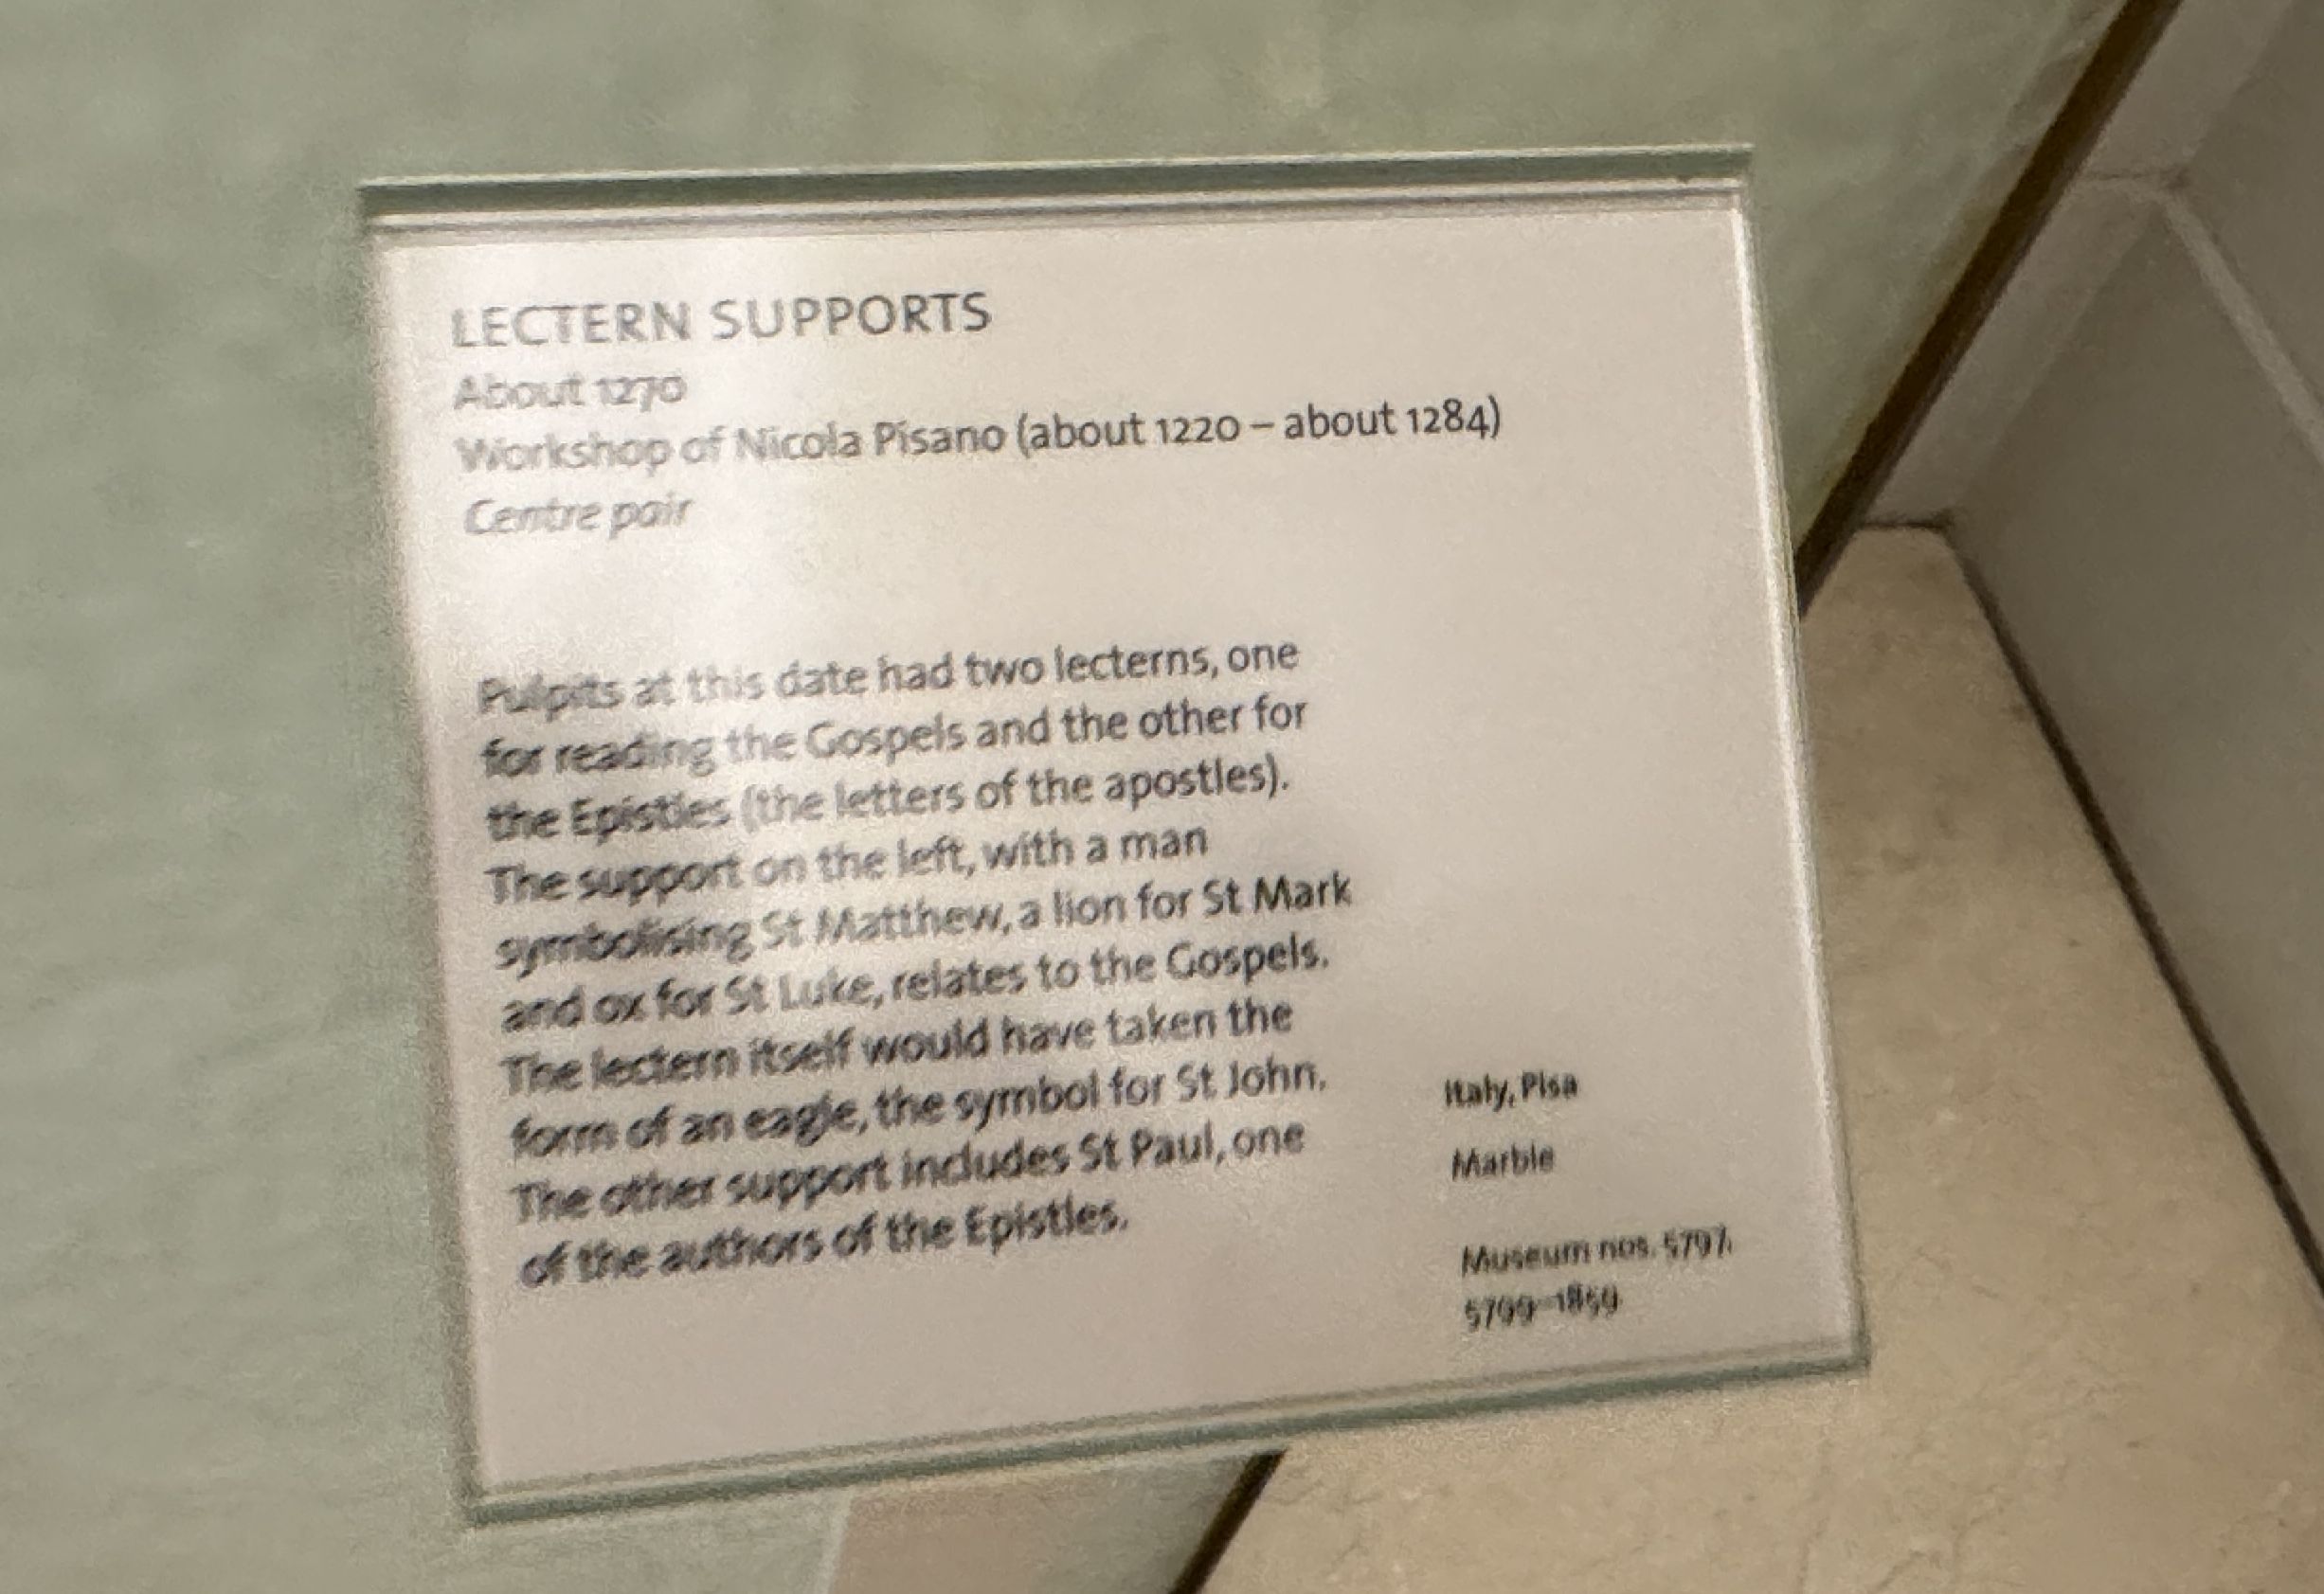 LECTERN SUPPORTS
About 1270
Workshop of Nicola Pisano (about 1220 – about 1284)
Centre pair
Pulpits at this date had two lecterns, one
for reading the Gospels and the other for
the Epistles (the letters of the apostles).
The support on the left, with a man
symbolising St Matthew, a lion for St Mark
and ox for St Luke, relates to the Gospels.
The lectern itself would have taken the
form of an eagle, the symbol for St John.
The other support includes St Paul, one
of the authors of the Epistles.
Italy, Pisa
Marble
Museum nos. 5797,
5799–1859